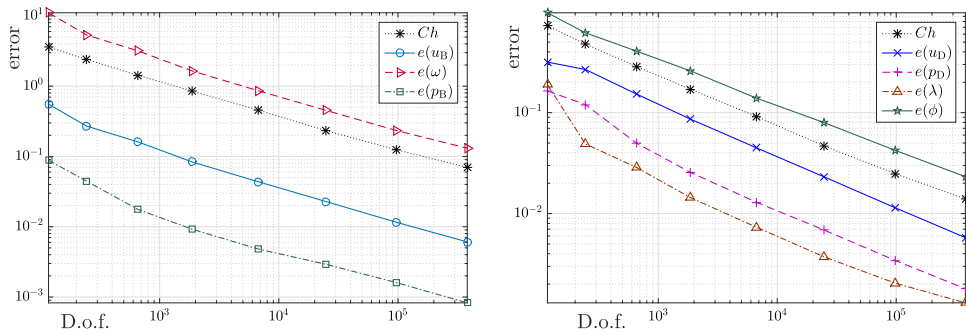 10^1
10^0
10^-1
10^-2
10^-3
error
Ch
e(u_B)
e(ω)
e(p_B)
D.o.f.
10^3
10^4
10^5
10^-1
10^-2
error
Ch
e(u_D)
e(p_D)
e(λ)
e(ϕ)
D.o.f.
10^3
10^4
10^5